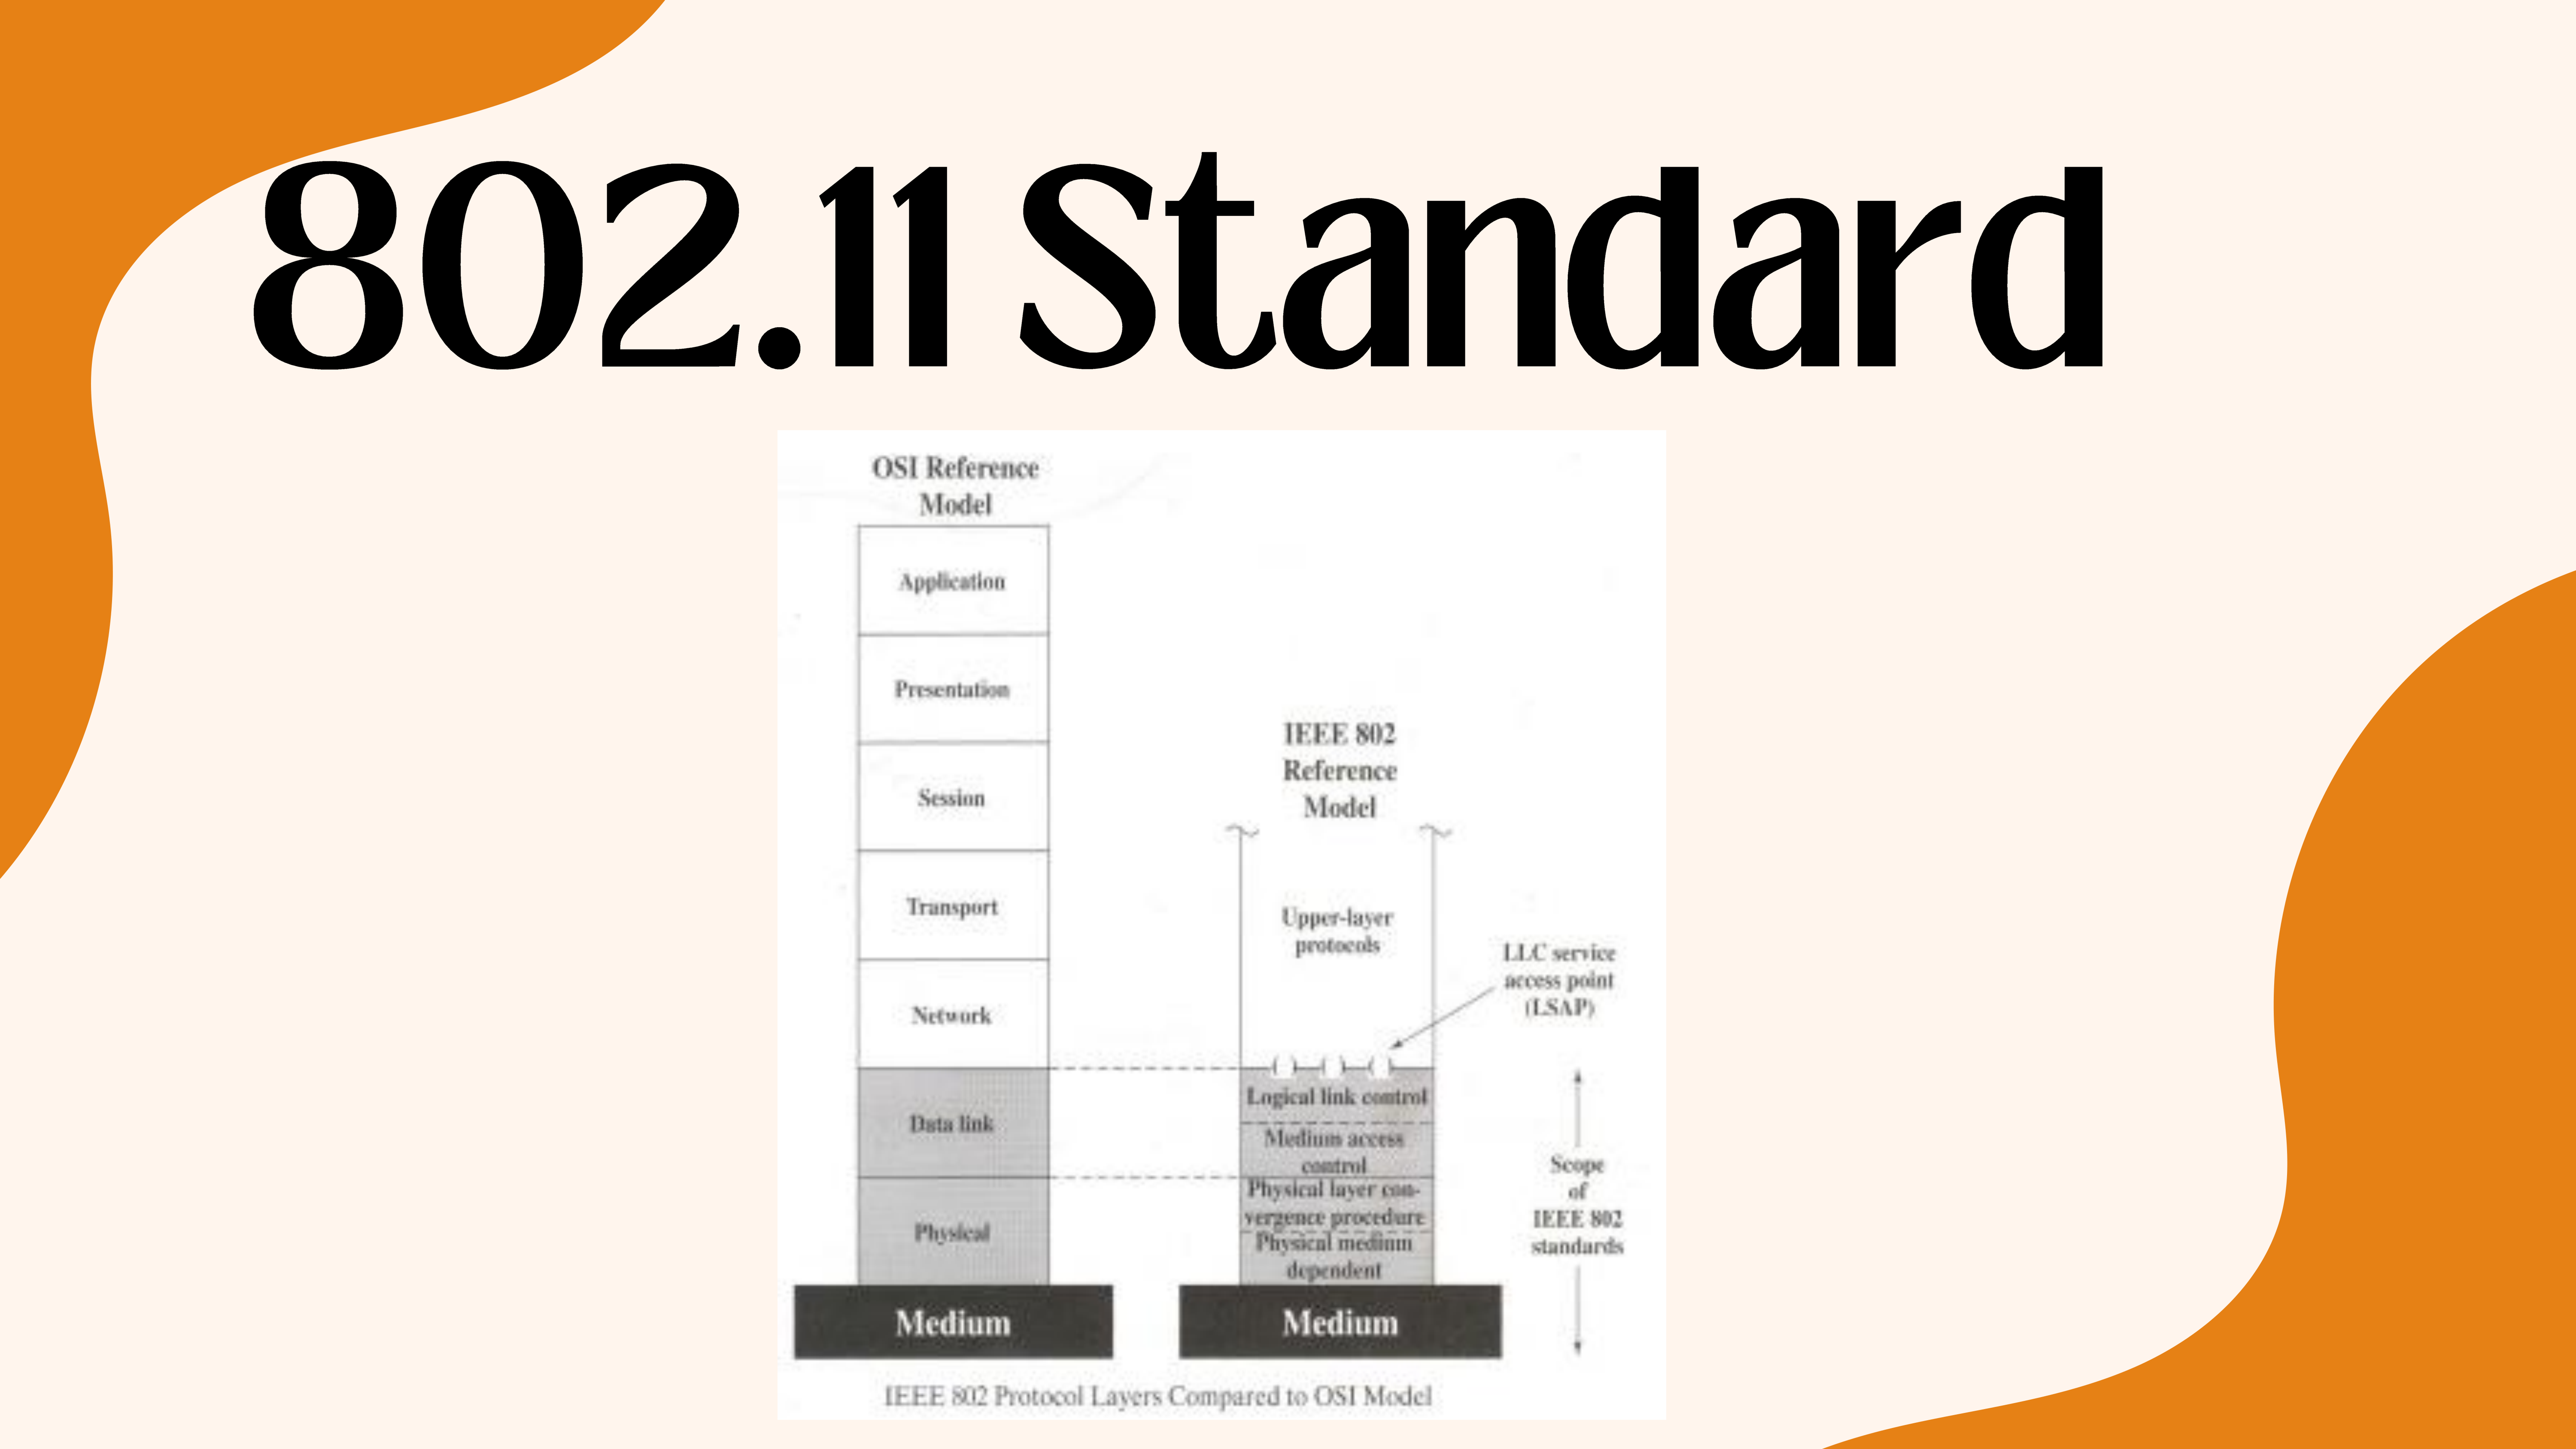 802.11 Standard
OSI Reference
Model
Application
Presentation
Session
Transport
Network
Data link
Physical
Medium
IEEE 802
Reference
Model
Upper-layer
protocols
LLC service
access point
(LSAP)
Logical link control
Medium access
control
Physical layer con-
vergence procedure
Physical medium
dependent
Medium
Scope
of
IEEE 802
standards
IEEE 802 Protocol Layers Compared to OSI Model